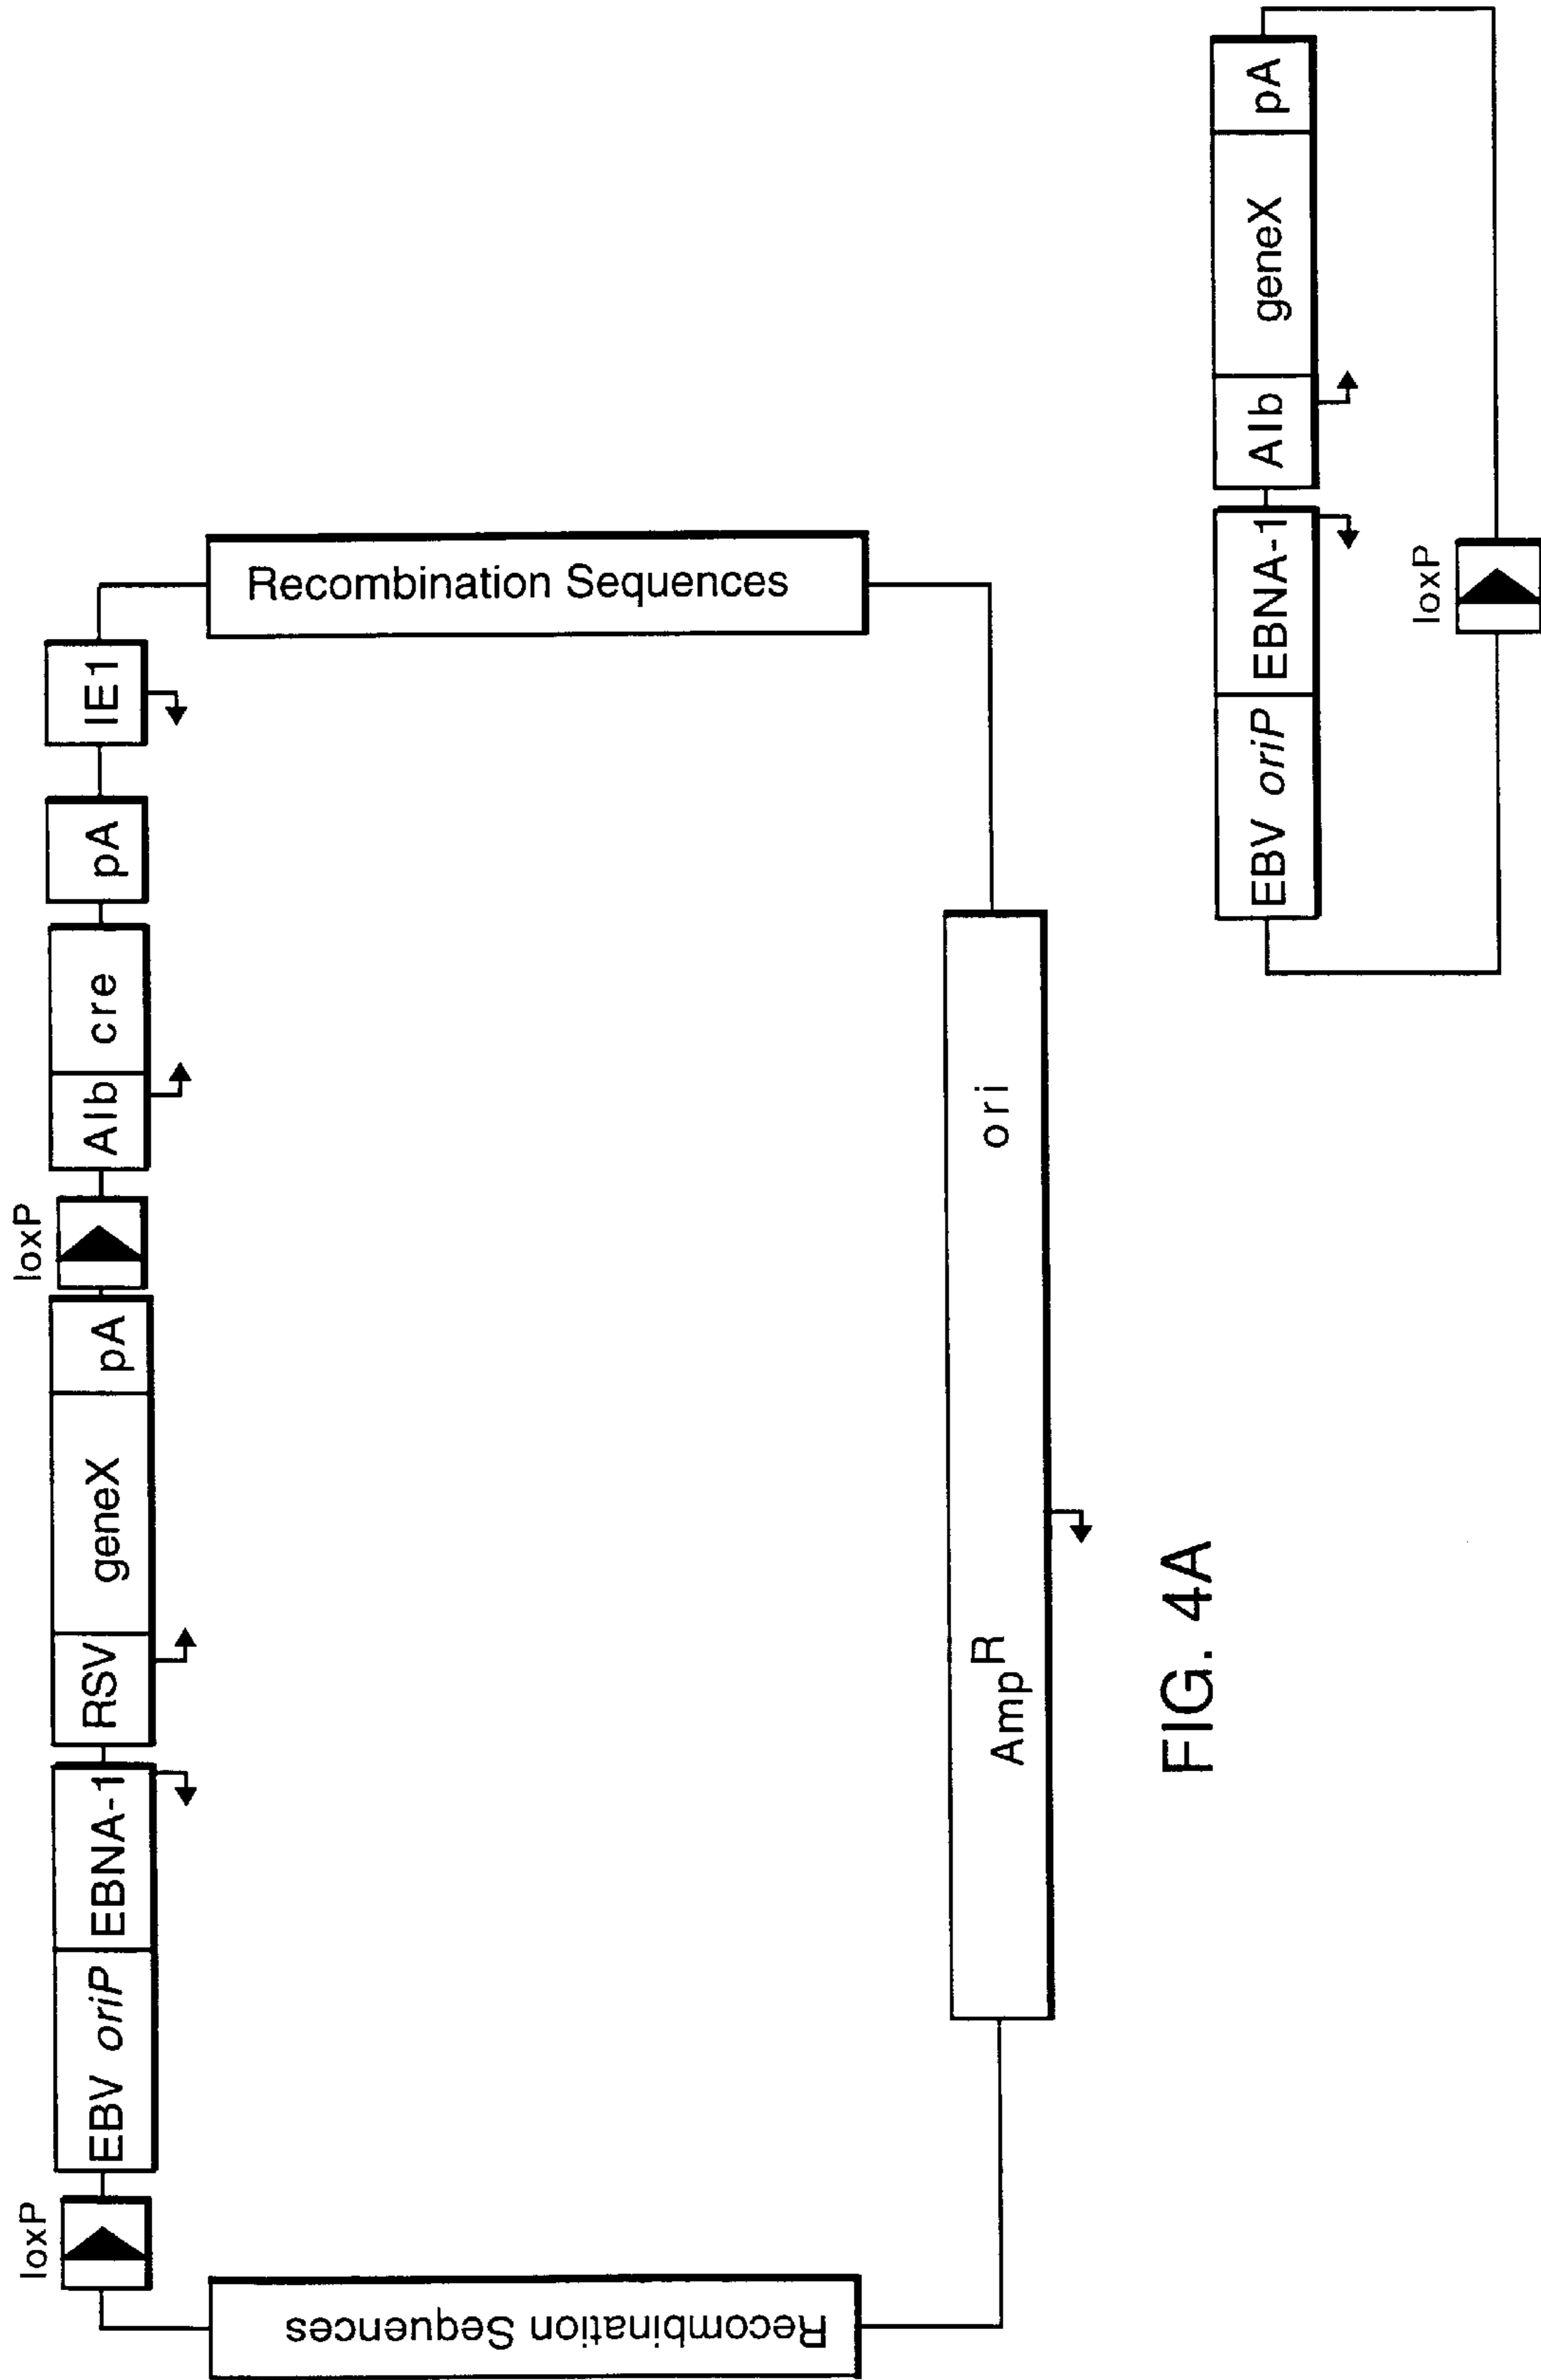 loxP
loxP
EBV oriP
EBNA-1
RSV
geneX
pA
Alb
cre
pA
IE1
Recombination Sequences
Recombination Sequences
Amp^R
ori
FIG. 4A
EBV oriP
EBNA-1
Alb
geneX
pA
loxP